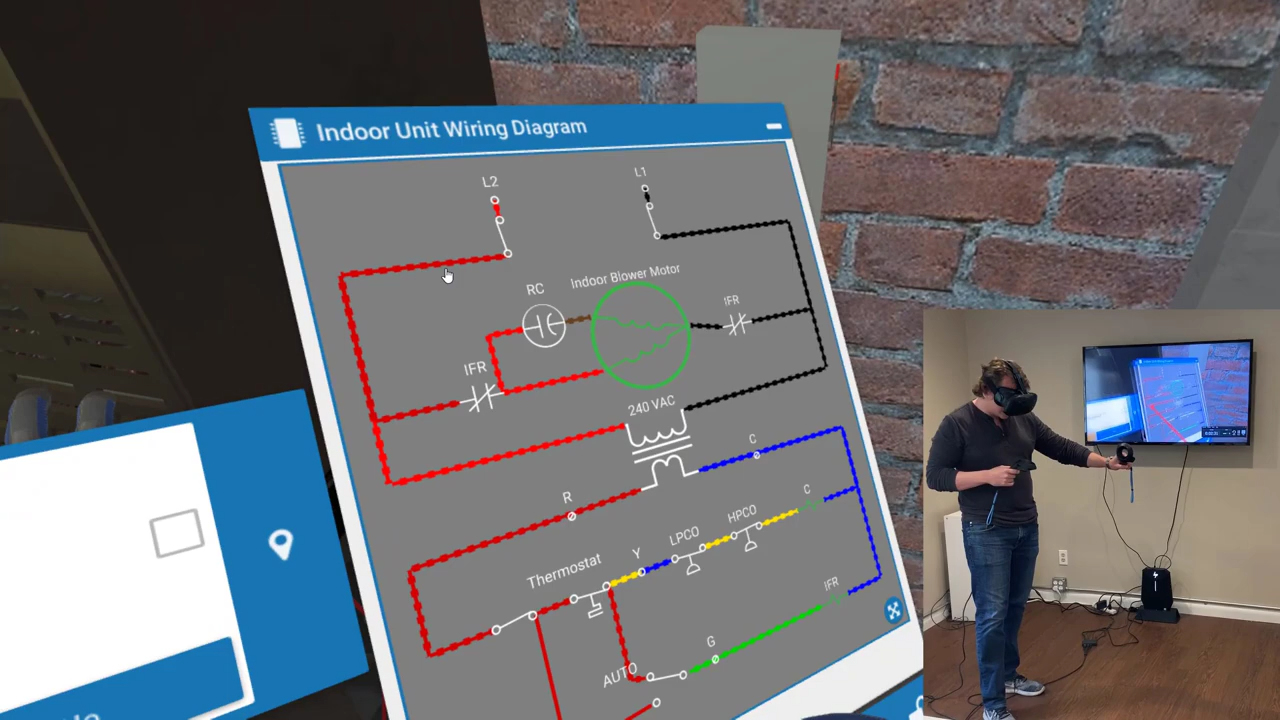 Indoor Unit Wiring Diagram
L2
L1
RC
Indoor Blower Motor
IFR
IFR
240 VAC
C
R
C
HPCO
LPCO
Y
Thermostat
IFR
G
AUTO